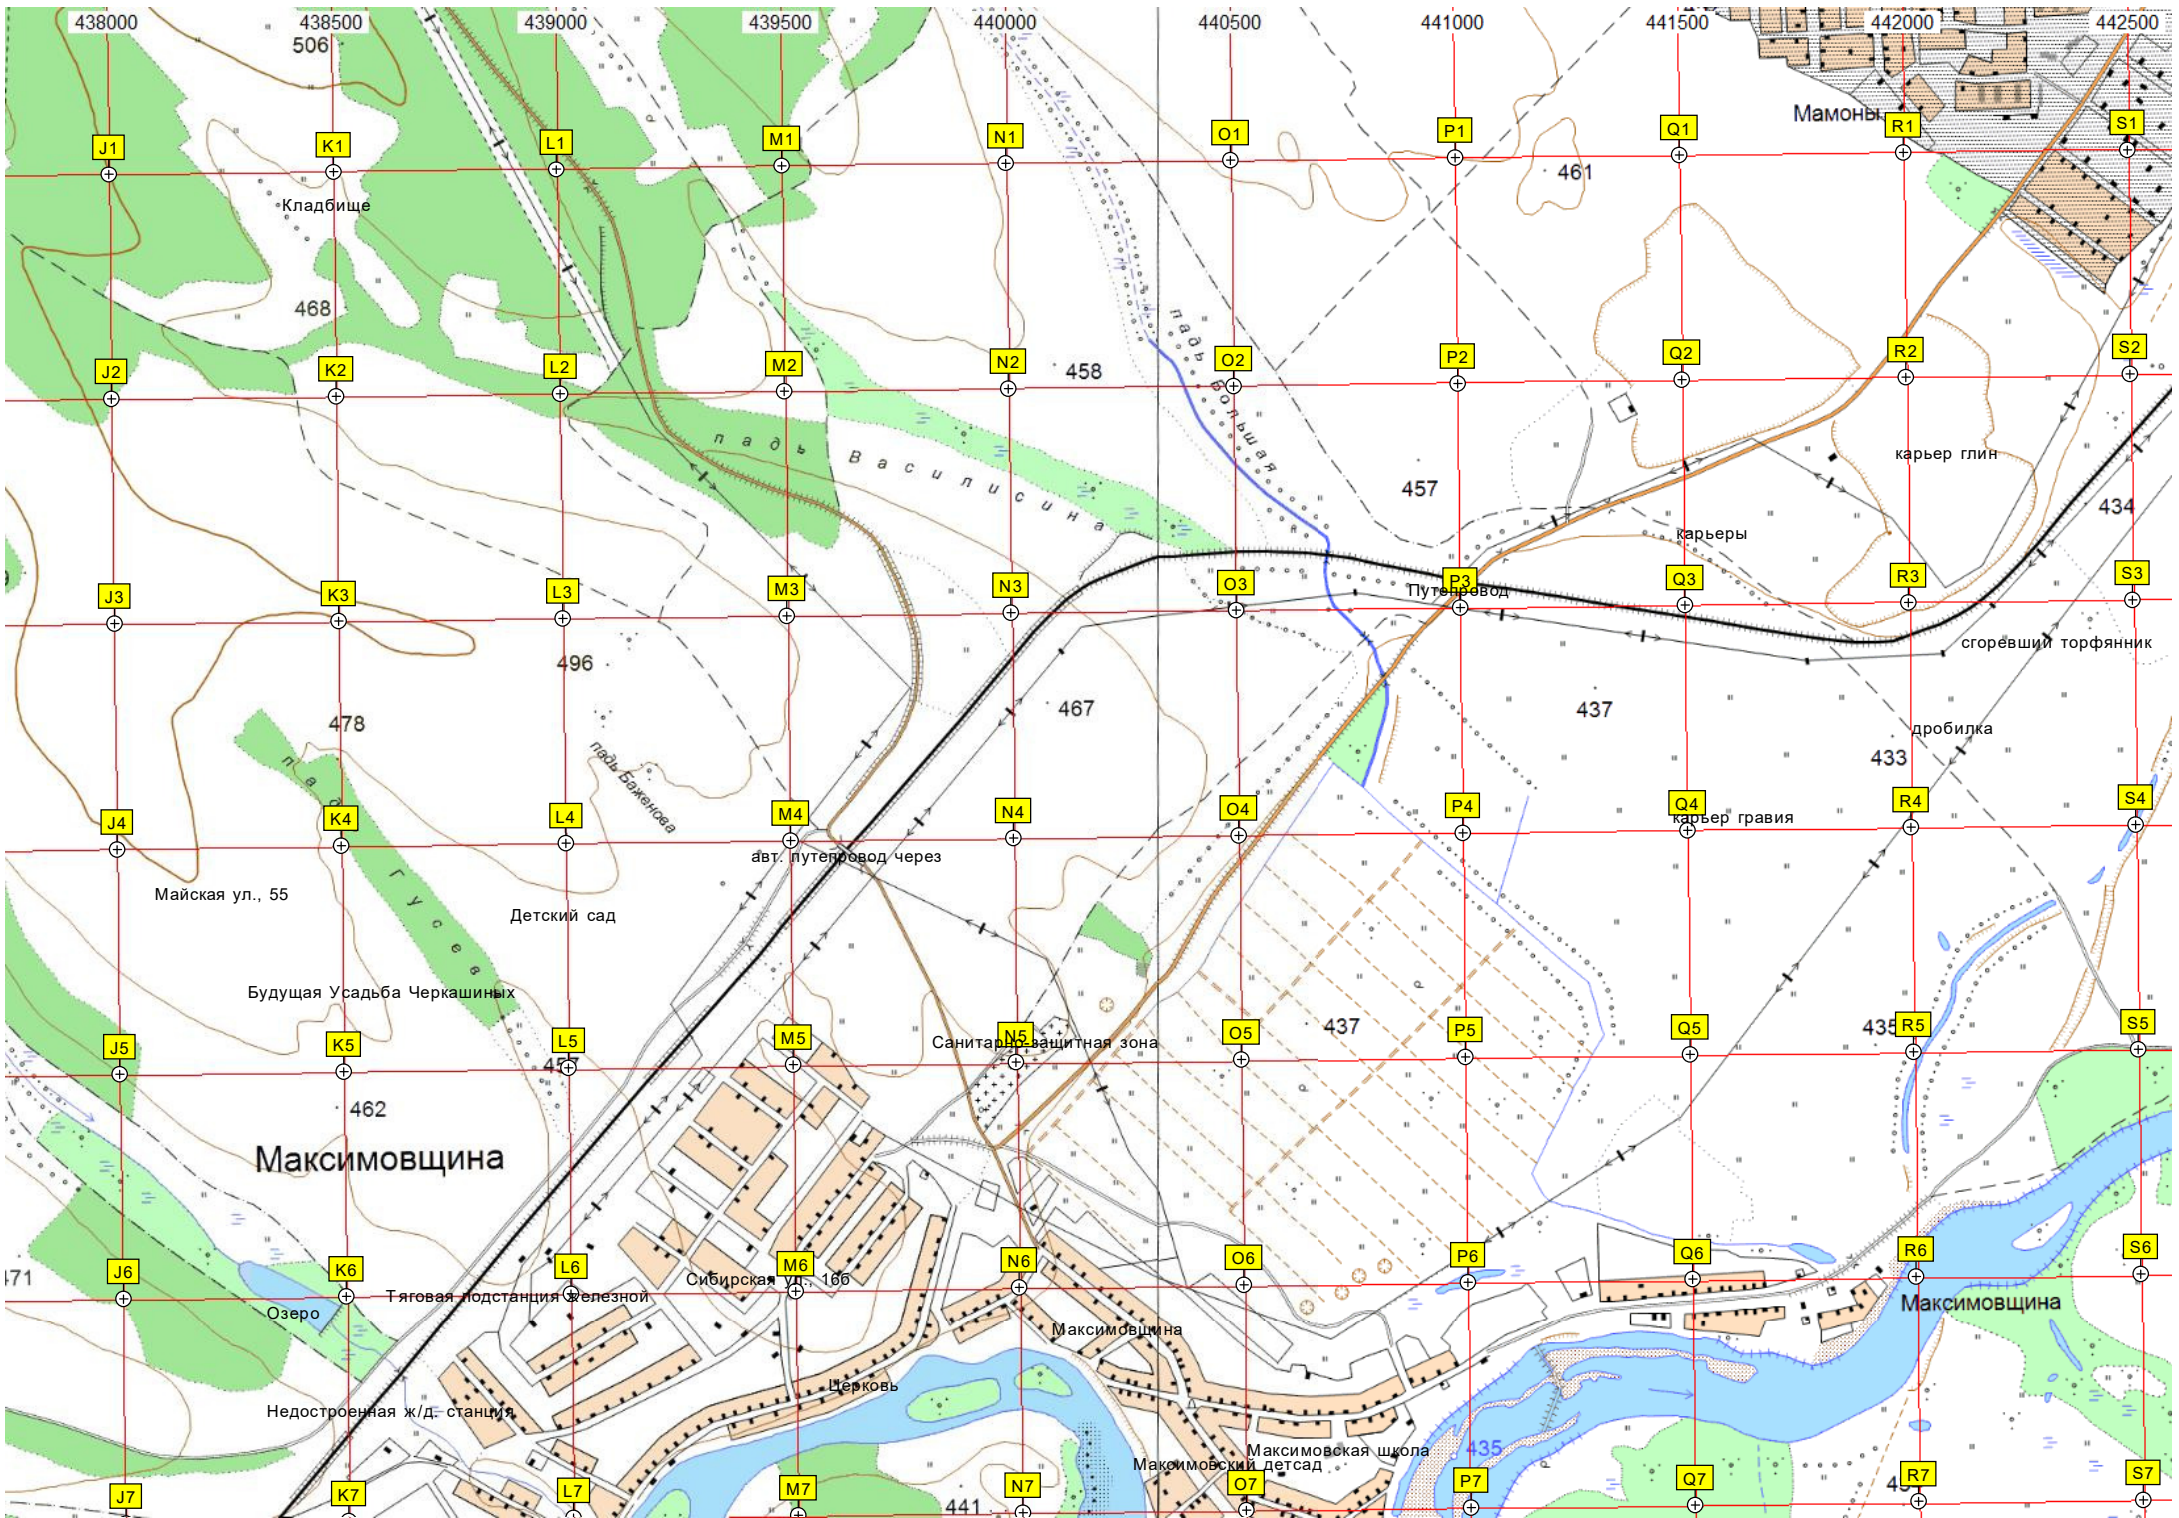 438000 438500 439000 439500 440000 440500 441000 441500 442000 442500
506
Мамоны
J1 K1 L1 M1 N1 O1 P1 Q1 R1 S1
461
Кладбище
468
падь Большая
458
J2 K2 L2 M2 N2 O2 P2 Q2 R2 S2
падь Василисина
карьер глин
457
434
карьеры
J3 K3 L3 M3 N3 O3 P3 Q3 R3 S3
Путепровод
сгоревший торфянник
496
478
467
437
дробилка
433
падь Баженова
падь Гусев
J4 K4 L4 M4 N4 O4 P4 Q4 R4 S4
карьер гравия
авт. путепровод через
Майская ул., 55
Детский сад
Будущая Усадьба Черкашиных
437
435
J5 K5 L5 M5 N5 O5 P5 Q5 R5 S5
Санитарно-защитная зона
457
462
Максимовщина
471
J6 K6 L6 M6 N6 O6 P6 Q6 R6 S6
Сибирская ул., 16б
Тяговая подстанция железной
Озеро
Максимовщина
Максимовщина
Церковь
Недостроенная ж/д. станция
Максимовская школа
435
Максимовский детсад
J7 K7 L7 M7 N7 O7 P7 Q7 R7 S7
441